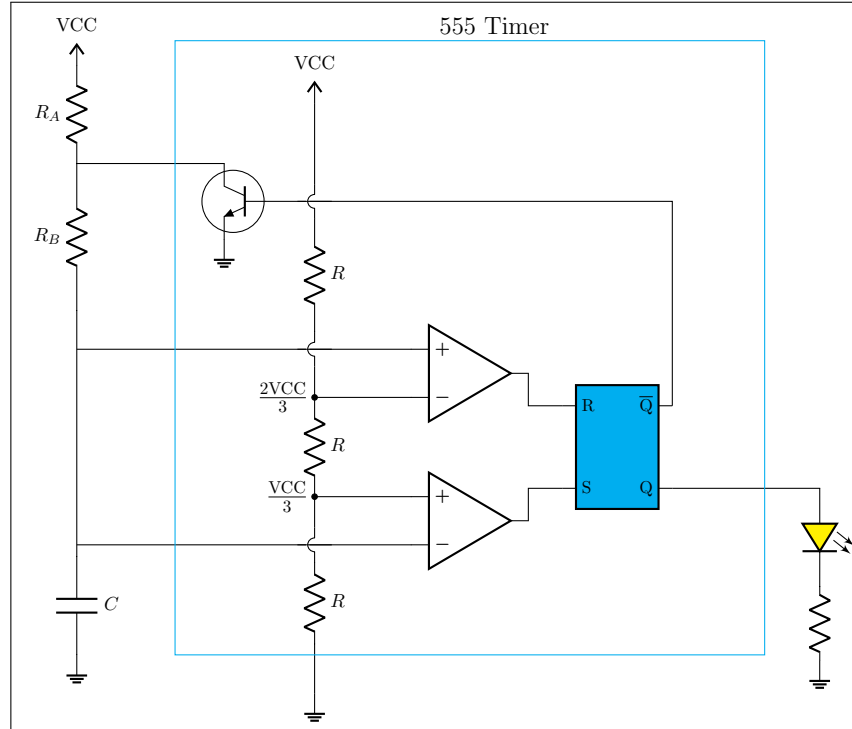 555 Timer
VCC
VCC
R_A
R_B
R
+
2VCC/3
−
R
R Q̅
S Q
VCC/3
+
−
R
C